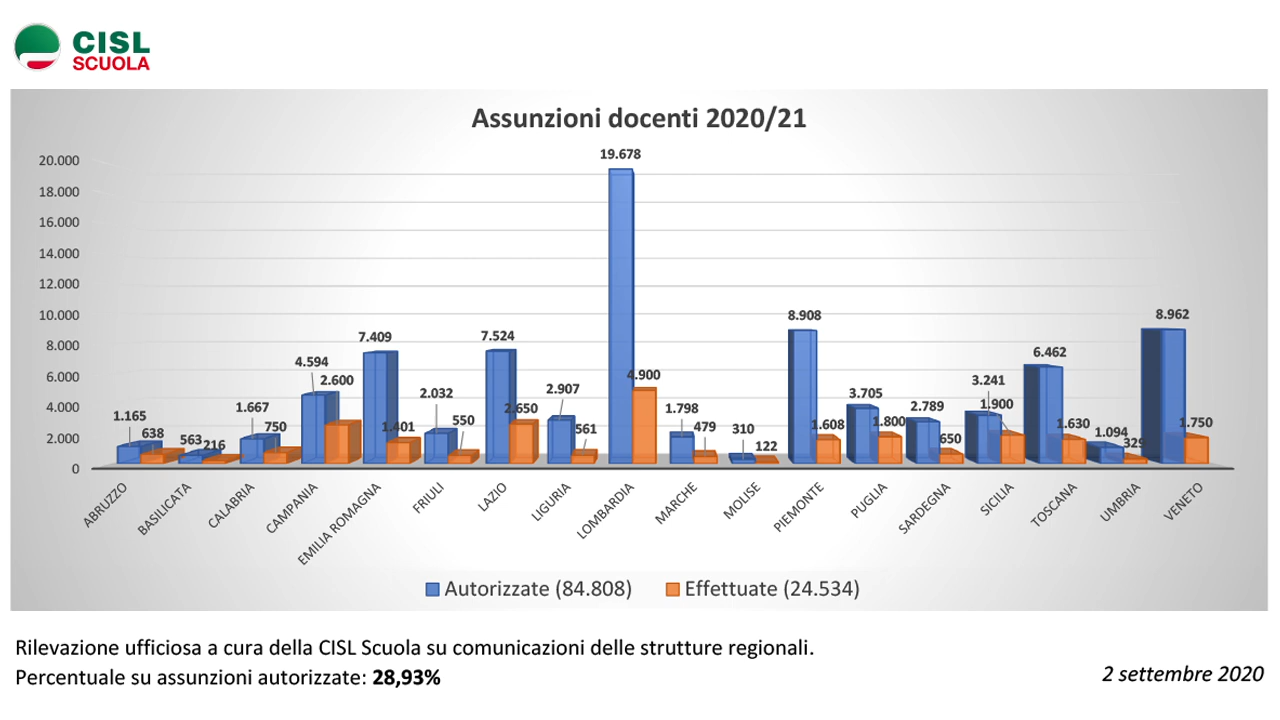 CISL
SCUOLA
Assunzioni docenti 2020/21
20.000
18.000
16.000
14.000
12.000
10.000
8.000
6.000
4.000
2.000
0
1.165
638
563
216
1.667
750
4.594
2.600
7.409
1.401
2.032
550
7.524
2.650
2.907
561
19.678
4.900
1.798
479
310
122
8.908
1.608
3.705
1.800
2.789
650
3.241
1.900
6.462
1.630
1.094
329
8.962
1.750
ABRUZZO
BASILICATA
CALABRIA
CAMPANIA
EMILIA ROMAGNA
FRIULI
LAZIO
LIGURIA
LOMBARDIA
MARCHE
MOLISE
PIEMONTE
PUGLIA
SARDEGNA
SICILIA
TOSCANA
UMBRIA
VENETO
Autorizzate (84.808) Effettuate (24.534)
Rilevazione ufficiosa a cura della CISL Scuola su comunicazioni delle strutture regionali.
Percentuale su assunzioni autorizzate: 28,93%
2 settembre 2020